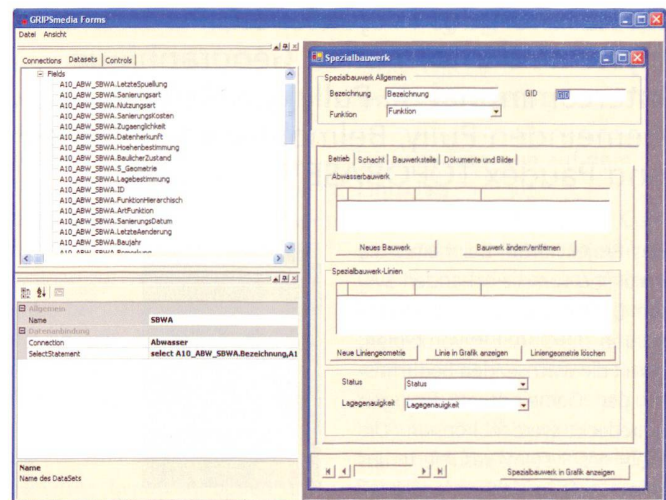 GRIPSmedia Forms
Datei Ansicht
Connections Datasets Controls
Fields
A10_ABW_SBWA.LetzteSpuellung
A10_ABW_SBWA.Sanierungsart
A10_ABW_SBWA.Nutzungsart
A10_ABW_SBWA.SanierungsKosten
A10_ABW_SBWA.Zugaenglichkeit
A10_ABW_SBWA.Datenherkunft
A10_ABW_SBWA.Hoehenbestimmung
A10_ABW_SBWA.BaulicherZustand
A10_ABW_SBWA.S_Geometrie
A10_ABW_SBWA.Lagebestimmung
A10_ABW_SBWA.ID
A10_ABW_SBWA.FunktionHierarchisch
A10_ABW_SBWA.ArtFunktion
A10_ABW_SBWA.SanierungsDatum
A10_ABW_SBWA.LetzteAenderung
A10_ABW_SBWA.Baujahr
A10_ABW_SBWA.Bemerkung
Allgemein
Name SBWA
Datenanbindung
Connection Abwasser
SelectStatement select A10_ABW_SBWA.Bezeichnung,A1
Name
Name des DataSets
Spezialbauwerk
Spezialbauwerk Allgemein
Bezeichnung Bezeichnung GID GID
Funktion Funktion
Betrieb Schacht Bauwerksteile Dokumente und Bilder
Abwasserbauwerk
Neues Bauwerk Bauwerk ändern/entfernen
Spezialbauwerk-Linien
Neue Liniengeometrie Linie in Grafik anzeigen Liniengeometrie löschen
Status Status
Lagegenauigkeit Lagegenauigkeit
Spezialbauwerk in Grafik anzeigen